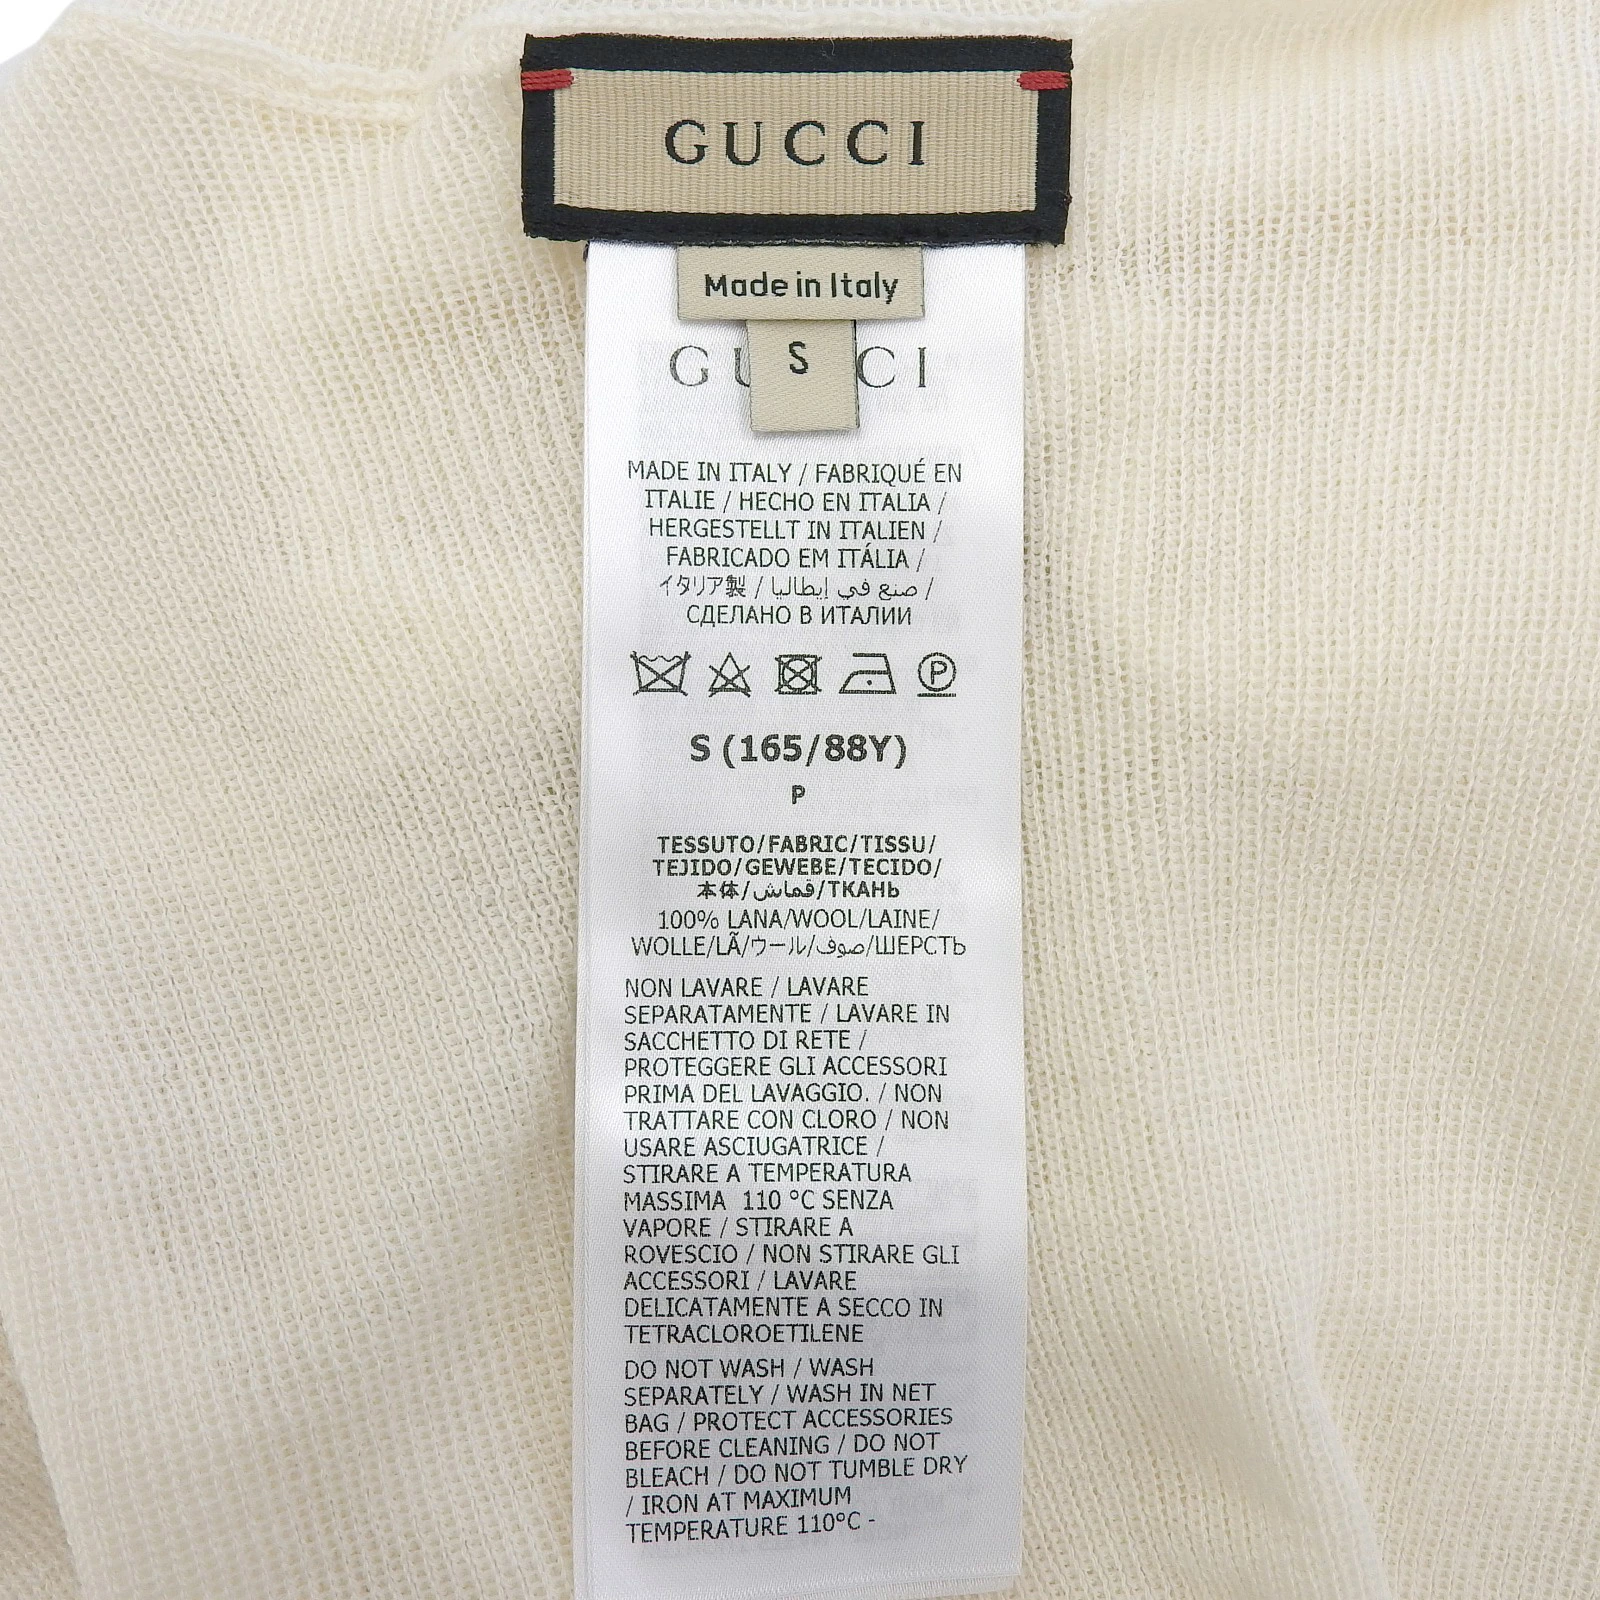 GUCCI
Made in Italy
S
GUCCI
MADE IN ITALY / FABRIQUÉ EN
ITALIE / HECHO EN ITALIA /
HERGESTELLT IN ITALIEN /
FABRICADO EM ITÁLIA /
イタリア製 / صنع في إيطاليا /
СДЕЛАНО В ИТАЛИИ
P
S (165/88Y)
P
TESSUTO/FABRIC/TISSU/
TEJIDO/GEWEBE/TECIDO/
本体/قماش/ТКАНЬ
100% LANA/WOOL/LAINE/
WOLLE/LÃ/ウール/صوف/ШЕРСТЬ
NON LAVARE / LAVARE
SEPARATAMENTE / LAVARE IN
SACCHETTO DI RETE /
PROTEGGERE GLI ACCESSORI
PRIMA DEL LAVAGGIO. / NON
TRATTARE CON CLORO / NON
USARE ASCIUGATRICE /
STIRARE A TEMPERATURA
MASSIMA 110 °C SENZA
VAPORE / STIRARE A
ROVESCIO / NON STIRARE GLI
ACCESSORI / LAVARE
DELICATAMENTE A SECCO IN
TETRACLOROETILENE
DO NOT WASH / WASH
SEPARATELY / WASH IN NET
BAG / PROTECT ACCESSORIES
BEFORE CLEANING / DO NOT
BLEACH / DO NOT TUMBLE DRY
/ IRON AT MAXIMUM
TEMPERATURE 110°C -